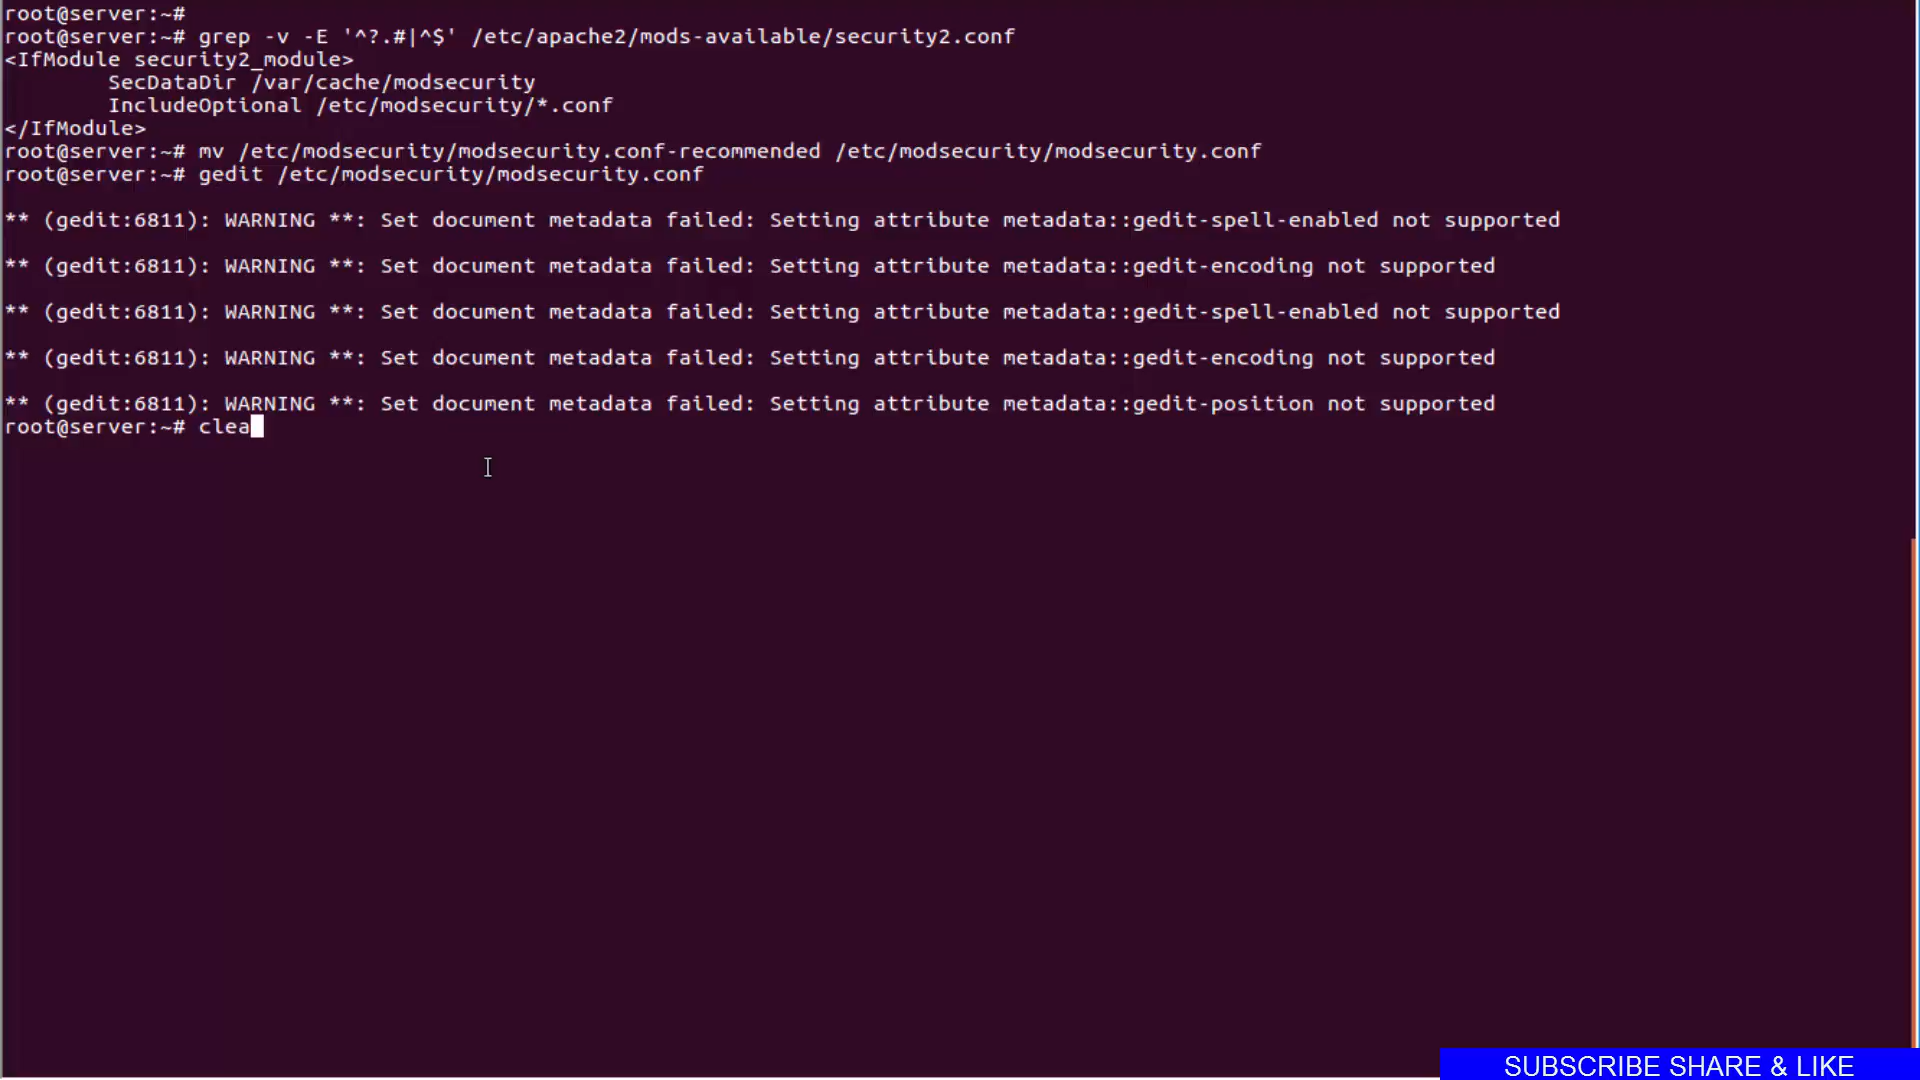 root@server:~#
root@server:~# grep -v -E '^?.#|^$' /etc/apache2/mods-available/security2.conf
<IfModule security2_module>
        SecDataDir /var/cache/modsecurity
        IncludeOptional /etc/modsecurity/*.conf
</IfModule>
root@server:~# mv /etc/modsecurity/modsecurity.conf-recommended /etc/modsecurity/modsecurity.conf
root@server:~# gedit /etc/modsecurity/modsecurity.conf
** (gedit:6811): WARNING **: Set document metadata failed: Setting attribute metadata::gedit-spell-enabled not supported
** (gedit:6811): WARNING **: Set document metadata failed: Setting attribute metadata::gedit-encoding not supported
** (gedit:6811): WARNING **: Set document metadata failed: Setting attribute metadata::gedit-spell-enabled not supported
** (gedit:6811): WARNING **: Set document metadata failed: Setting attribute metadata::gedit-encoding not supported
** (gedit:6811): WARNING **: Set document metadata failed: Setting attribute metadata::gedit-position not supported
root@server:~# clea
SUBSCRIBE SHARE & LIKE